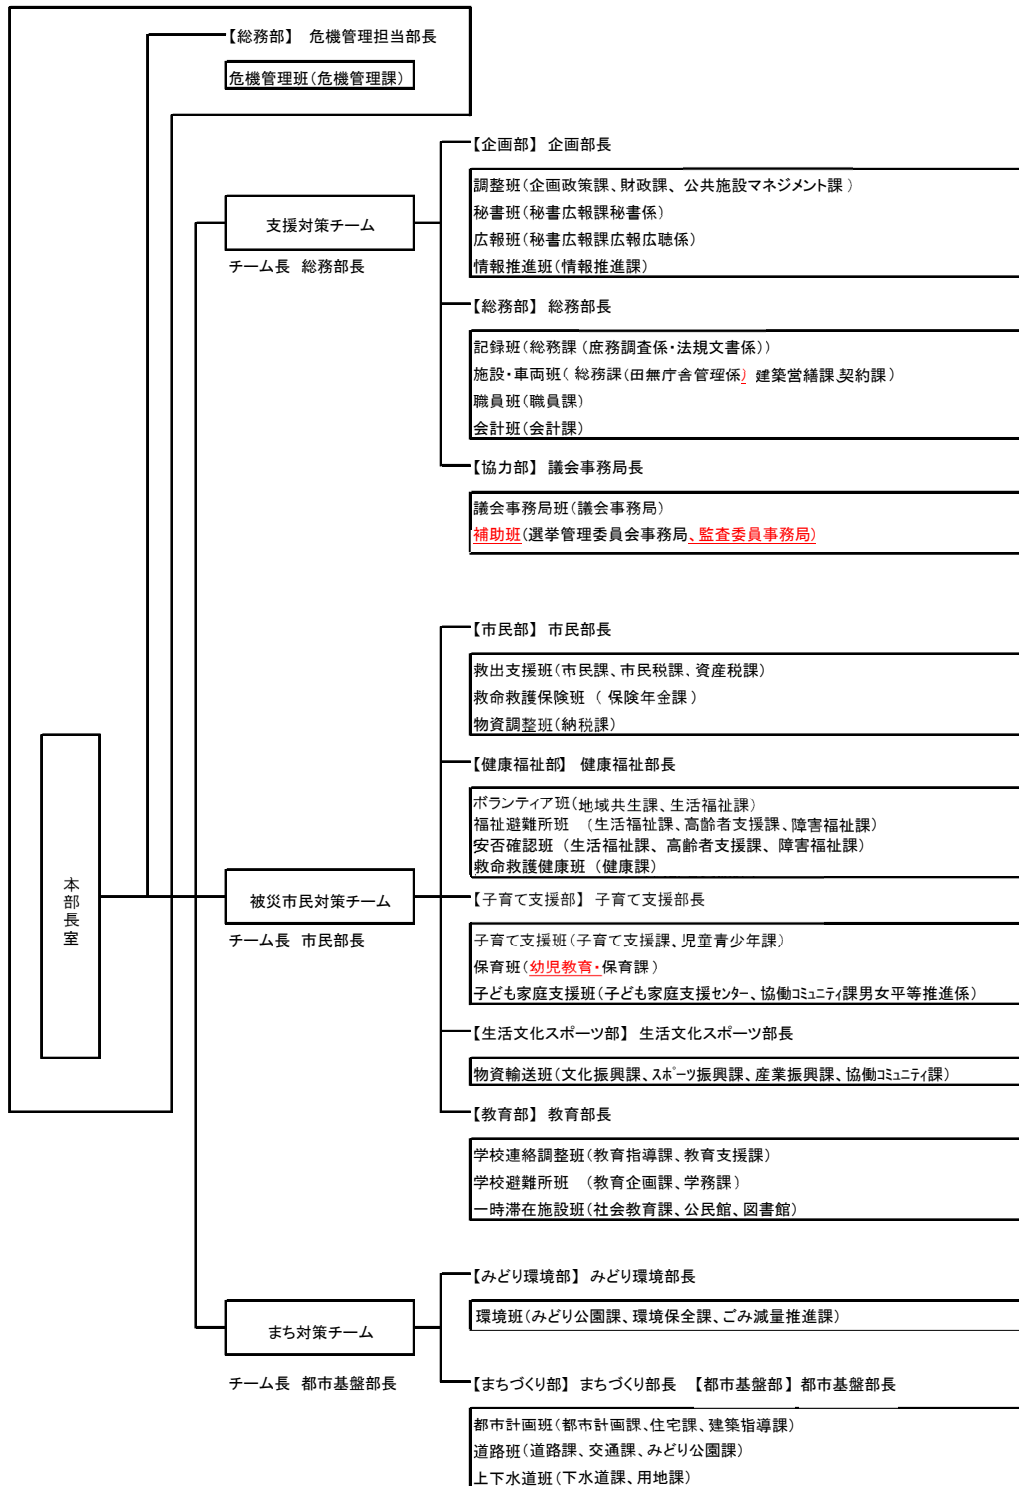 【総務部】 危機管理担当部長
危機管理班(危機管理課)
【企画部】 企画部長
調整班(企画政策課、財政課、 公共施設マネジメント課 )
秘書班(秘書広報課秘書係)
広報班(秘書広報課広報広聴係)
情報推進班(情報推進課)
支援対策チーム
チーム長 総務部長
【総務部】 総務部長
記録班(総務課 (庶務調査係・法規文書係))
施設・車両班( 総務課(田無庁舎管理係) 建築営繕課、契約課 )
職員班(職員課)
会計班(会計課)
【協力部】 議会事務局長
議会事務局班(議会事務局)
補助班(選挙管理委員会事務局、監査委員事務局)
【市民部】 市民部長
救出支援班(市民課、市民税課、資産税課)
救命救護保険班 ( 保険年金課 )
物資調整班(納税課)
【健康福祉部】 健康福祉部長
ボランティア班(地域共生課、生活福祉課)
福祉避難所班 (生活福祉課、高齢者支援課、障害福祉課)
安否確認班 (生活福祉課、 高齢者支援課、 障害福祉課)
救命救護健康班 (健康課)
本部長室
被災市民対策チーム
チーム長 市民部長
【子育て支援部】 子育て支援部長
子育て支援班(子育て支援課、児童青少年課)
保育班(幼児教育・保育課)
子ども家庭支援班(子ども家庭支援センター、協働コミュニティ課男女平等推進係)
【生活文化スポーツ部】 生活文化スポーツ部長
物資輸送班(文化振興課、スポーツ振興課、産業振興課、協働コミュニティ課)
【教育部】 教育部長
学校連絡調整班(教育指導課、教育支援課)
学校避難所班 (教育企画課、学務課)
一時滞在施設班(社会教育課、公民館、図書館)
【みどり環境部】 みどり環境部長
環境班(みどり公園課、環境保全課、ごみ減量推進課)
まち対策チーム
チーム長 都市基盤部長
【まちづくり部】 まちづくり部長 【都市基盤部】 都市基盤部長
都市計画班(都市計画課、住宅課、建築指導課)
道路班(道路課、交通課、みどり公園課)
上下水道班(下水道課、用地課)